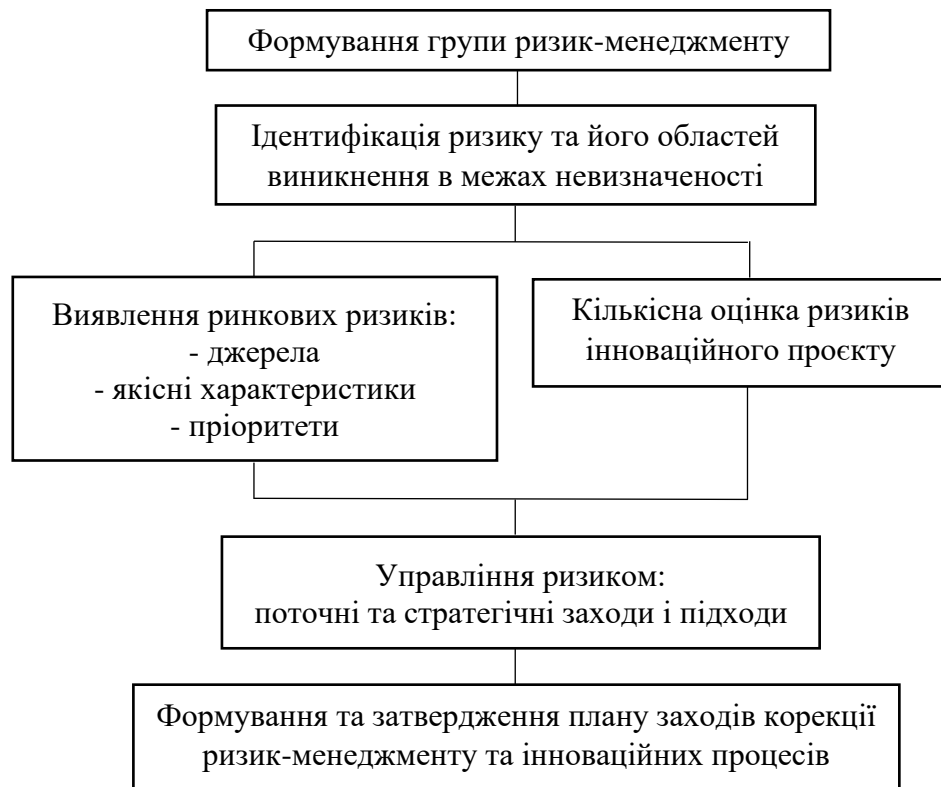 Формування групи ризик-менеджменту
Ідентифікація ризику та його областей
виникнення в межах невизначеності
Виявлення ринкових ризиків:
- джерела
- якісні характеристики
- пріоритети
Кількісна оцінка ризиків
інноваційного проєкту
Управління ризиком:
поточні та стратегічні заходи і підходи
Формування та затвердження плану заходів корекції
ризик-менеджменту та інноваційних процесів